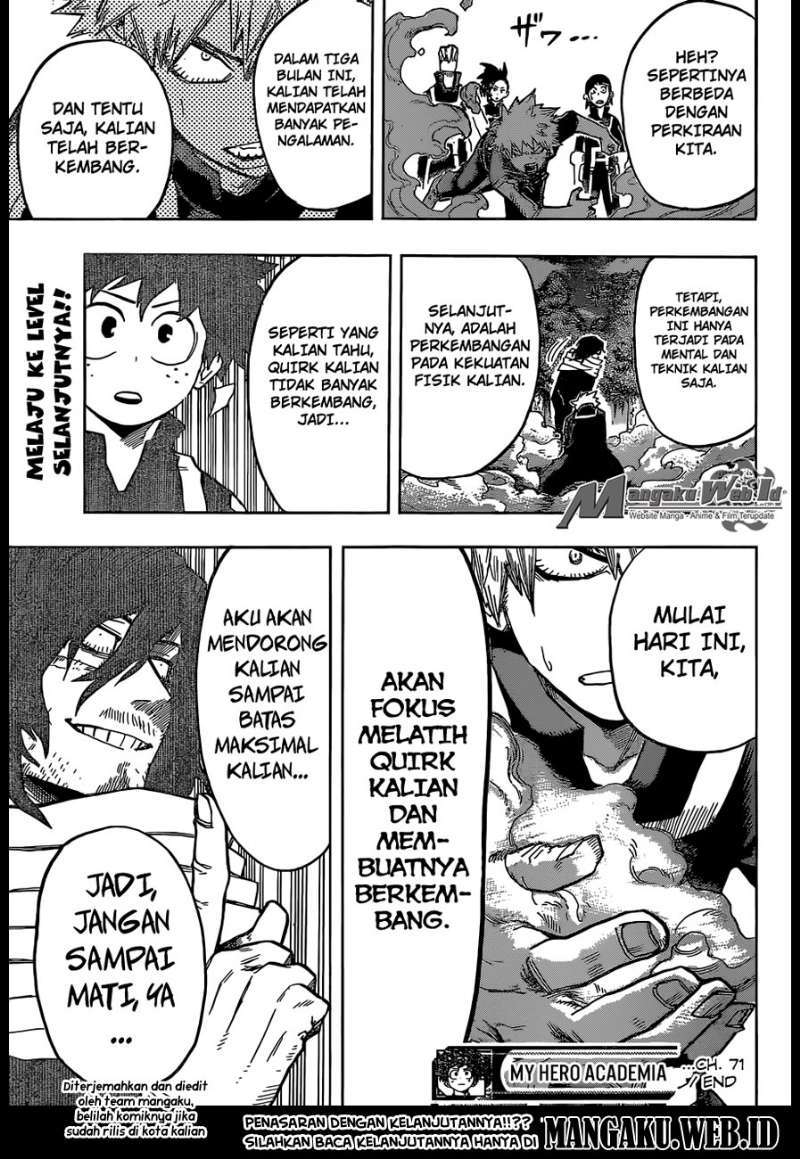 HEH?
SEPERTINYA
BERBEDA
DENGAN
PERKIRAAN
KITA.
ザワ...
DALAM TIGA
BULAN INI,
KALIAN TELAH
MENDAPATKAN
BANYAK PE-
NGALAMAN.
DAN TENTU
SAJA, KALIAN
TELAH BER-
KEMBANG.
TETAPI,
PERKEMBANGAN
INI HANYA
TERJADI PADA
MENTAL DAN
TEKNIK KALIAN
SAJA.
SELANJUT-
NYA, ADALAH
PERKEMBANGAN
PADA KEKUATAN
FISIK KALIAN.
Mangaku.Web.Id
Website Manga - Anime & Film Terupdate
SEPERTI YANG
KALIAN TAHU,
QUIRK KALIAN
TIDAK BANYAK
BERKEMBANG,
JADI...
MELAJU KE LEVEL
SELANJUTNYA!!
MULAI
HARI INI,
KITA,
AKAN
FOKUS
MELATIH
QUIRK
KALIAN
DAN
MEM-
BUATNYA
BERKEM-
BANG.
AKU AKAN
MENDORONG
KALIAN
SAMPAI
BATAS
MAKSIMAL
KALIAN...
JADI,
JANGAN
SAMPAI
MATI, YA
...
MY HERO ACADEMIA
...CH. 71
/ END
Diterjemahkan dan diedit
oleh team mangaku,
belilah komiknya jika
sudah rilis di kota kalian
PENASARAN DENGAN KELANJUTANNYA!!??
SILAHKAN BACA KELANJUTANNYA HANYA DI MANGAKU.WEB.ID